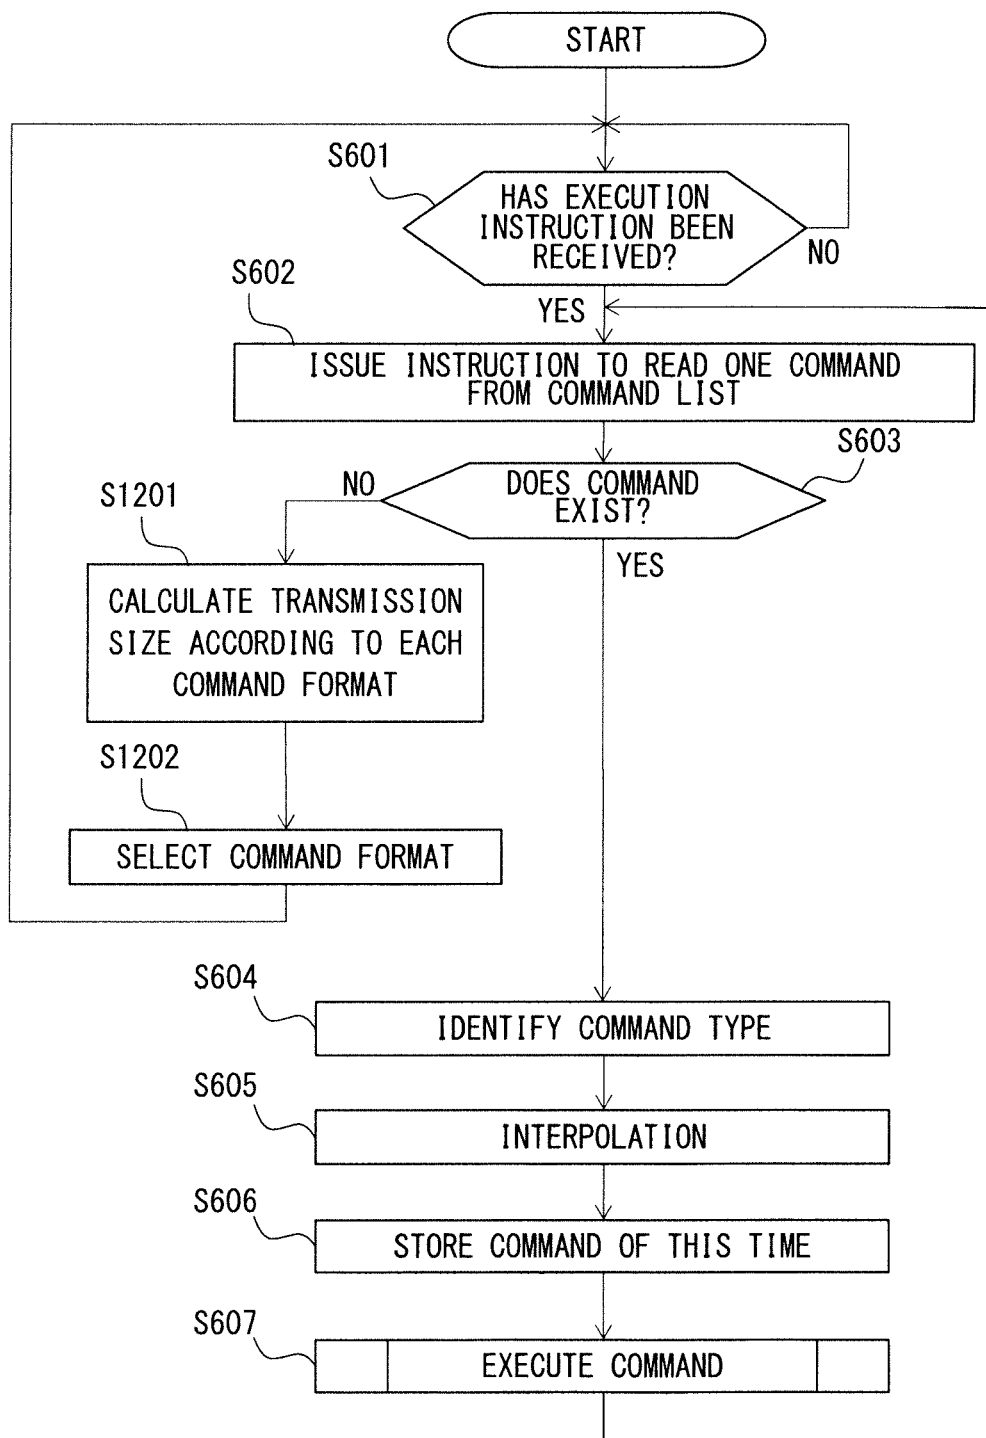 START
S601
HAS EXECUTION
INSTRUCTION BEEN
RECEIVED?
NO
S602
YES
ISSUE INSTRUCTION TO READ ONE COMMAND
FROM COMMAND LIST
S603
NO
DOES COMMAND
EXIST?
S1201
YES
CALCULATE TRANSMISSION
SIZE ACCORDING TO EACH
COMMAND FORMAT
S1202
SELECT COMMAND FORMAT
S604
IDENTIFY COMMAND TYPE
S605
INTERPOLATION
S606
STORE COMMAND OF THIS TIME
S607
EXECUTE COMMAND